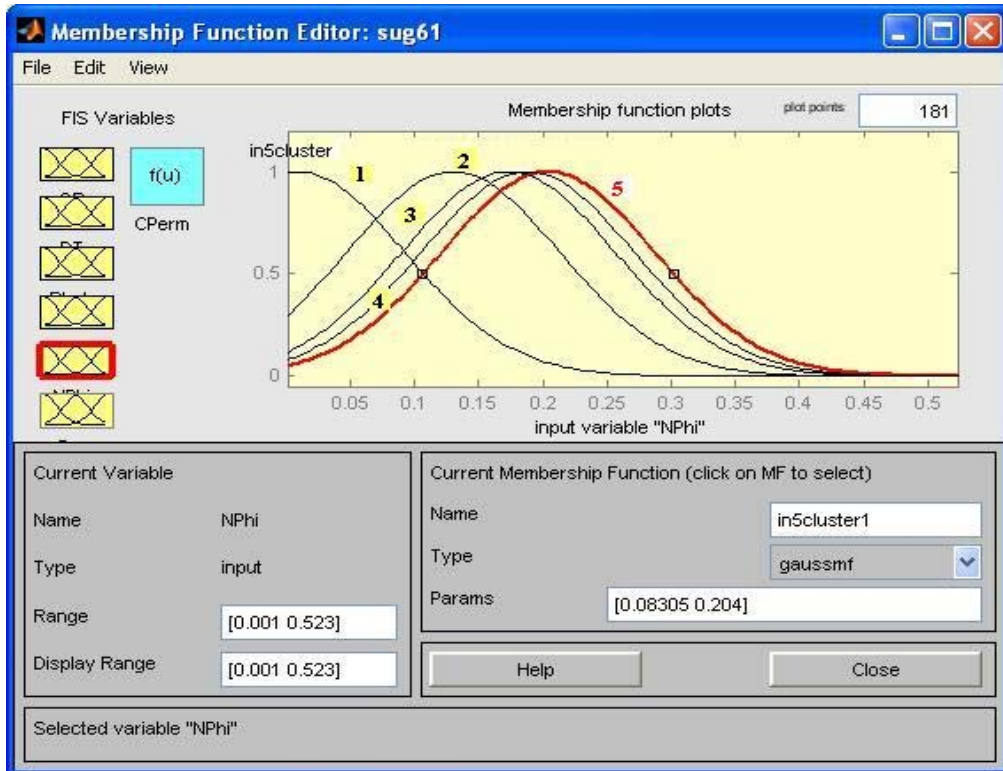 Membership Function Editor: sug61
File Edit View
FIS Variables
f(u)
CPerm
Membership function plots
plot points
181
in5cluster
1
2
3
4
5
1
0.5
0
0.05 0.1 0.15 0.2 0.25 0.3 0.35 0.4 0.45 0.5
input variable "NPhi"
Current Variable
Name NPhi
Type input
Range [0.001 0.523]
Display Range [0.001 0.523]
Current Membership Function (click on MF to select)
Name in5cluster1
Type gaussmf
Params [0.08305 0.204]
Help Close
Selected variable "NPhi"